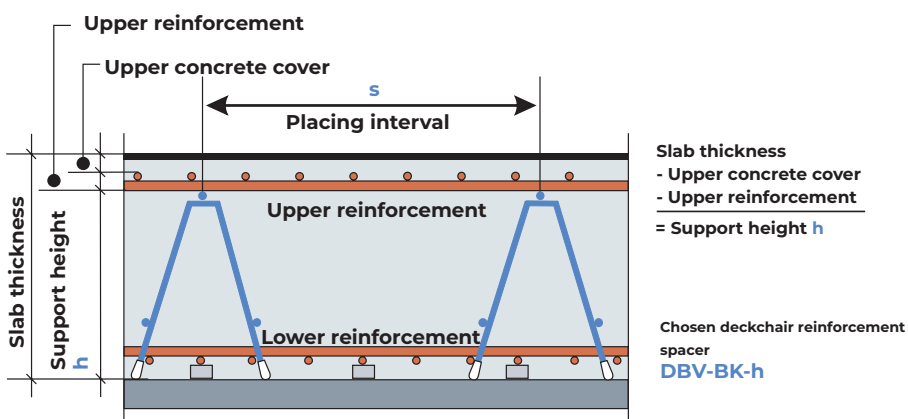 Upper reinforcement
Upper concrete cover
s
Placing interval
Slab thickness
- Upper concrete cover
- Upper reinforcement
= Support height h
Upper reinforcement
Slab thickness
Support height
h
Lower reinforcement
Chosen deckchair reinforcement
spacer
DBV-BK-h